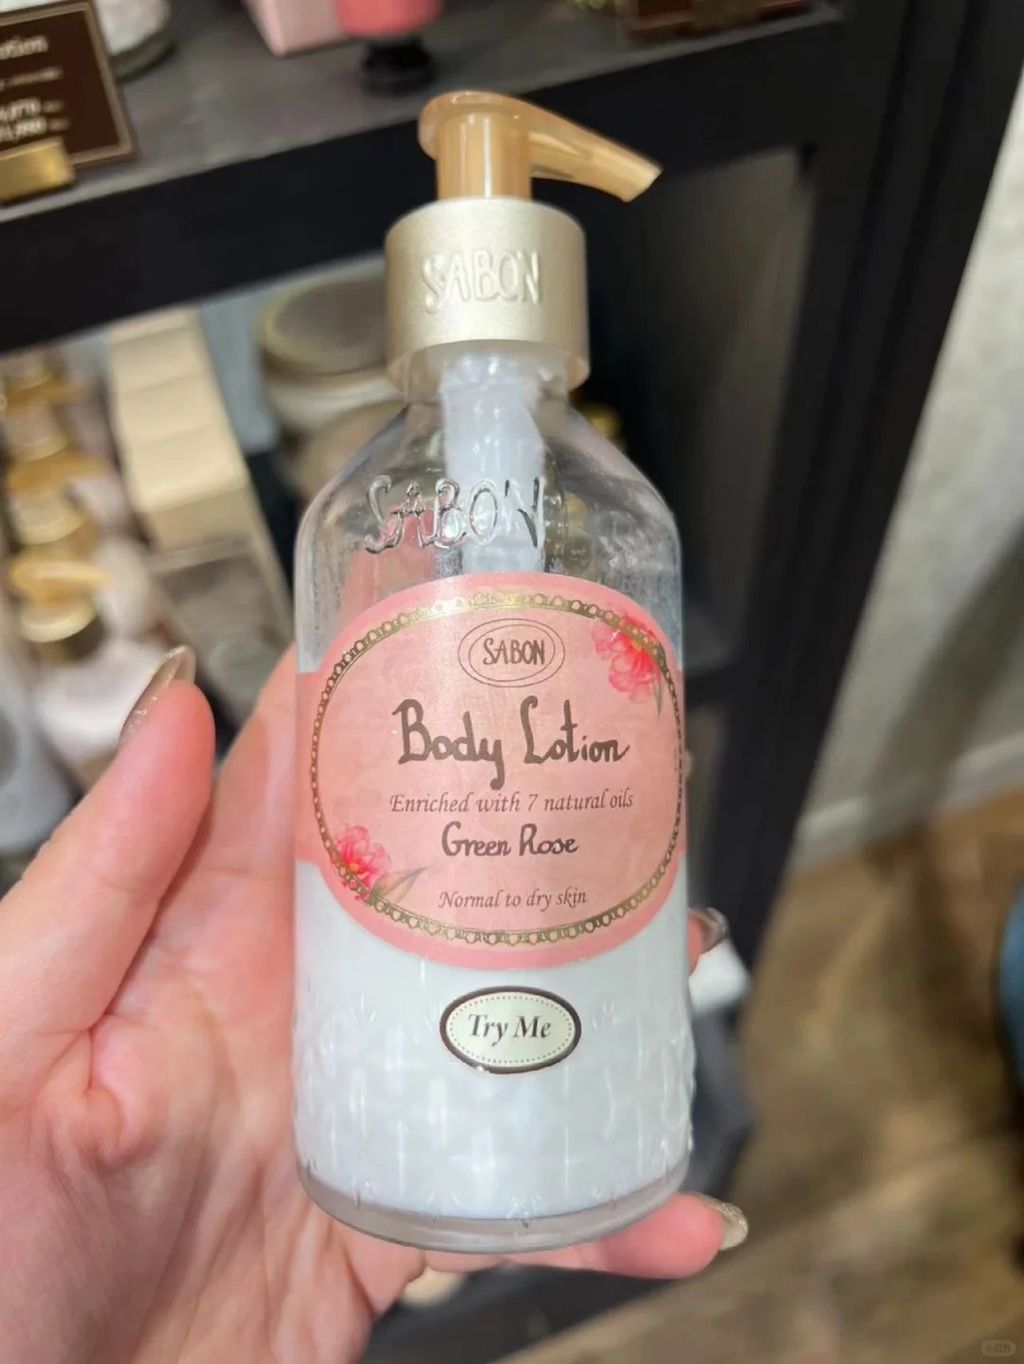 SABON
SABON
SABON
Body Lotion
Enriched with 7 natural oils
Green Rose
Normal to dry skin
Try Me